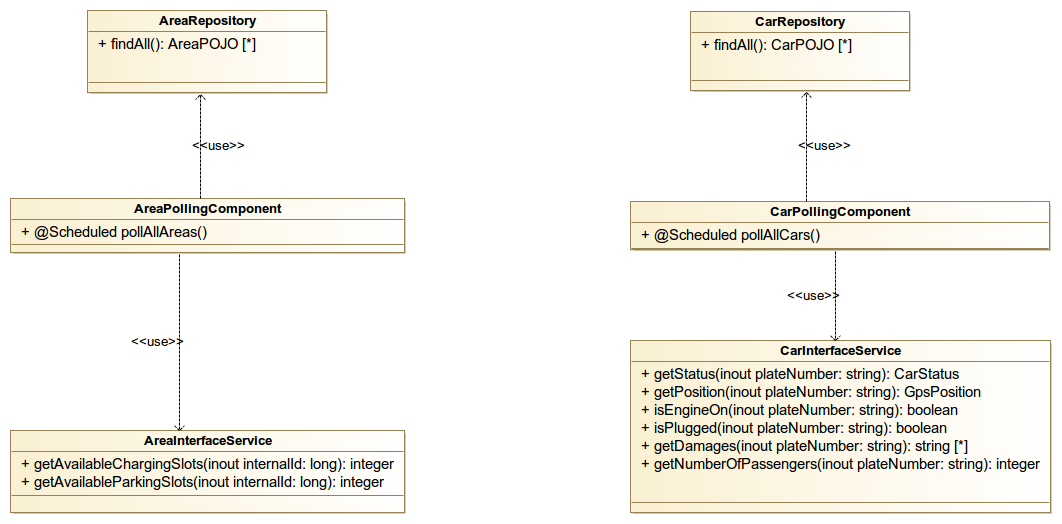 AreaRepository
+ findAll(): AreaPOJO [*]
<<use>>
AreaPollingComponent
+ @Scheduled pollAllAreas()
<<use>>
AreaInterfaceService
+ getAvailableChargingSlots(inout internalId: long): integer
+ getAvailableParkingSlots(inout internalId: long): integer
CarRepository
+ findAll(): CarPOJO [*]
<<use>>
CarPollingComponent
+ @Scheduled pollAllCars()
<<use>>
CarInterfaceService
+ getStatus(inout plateNumber: string): CarStatus
+ getPosition(inout plateNumber: string): GpsPosition
+ isEngineOn(inout plateNumber: string): boolean
+ isPlugged(inout plateNumber: string): boolean
+ getDamages(inout plateNumber: string): string [*]
+ getNumberOfPassengers(inout plateNumber: string): integer